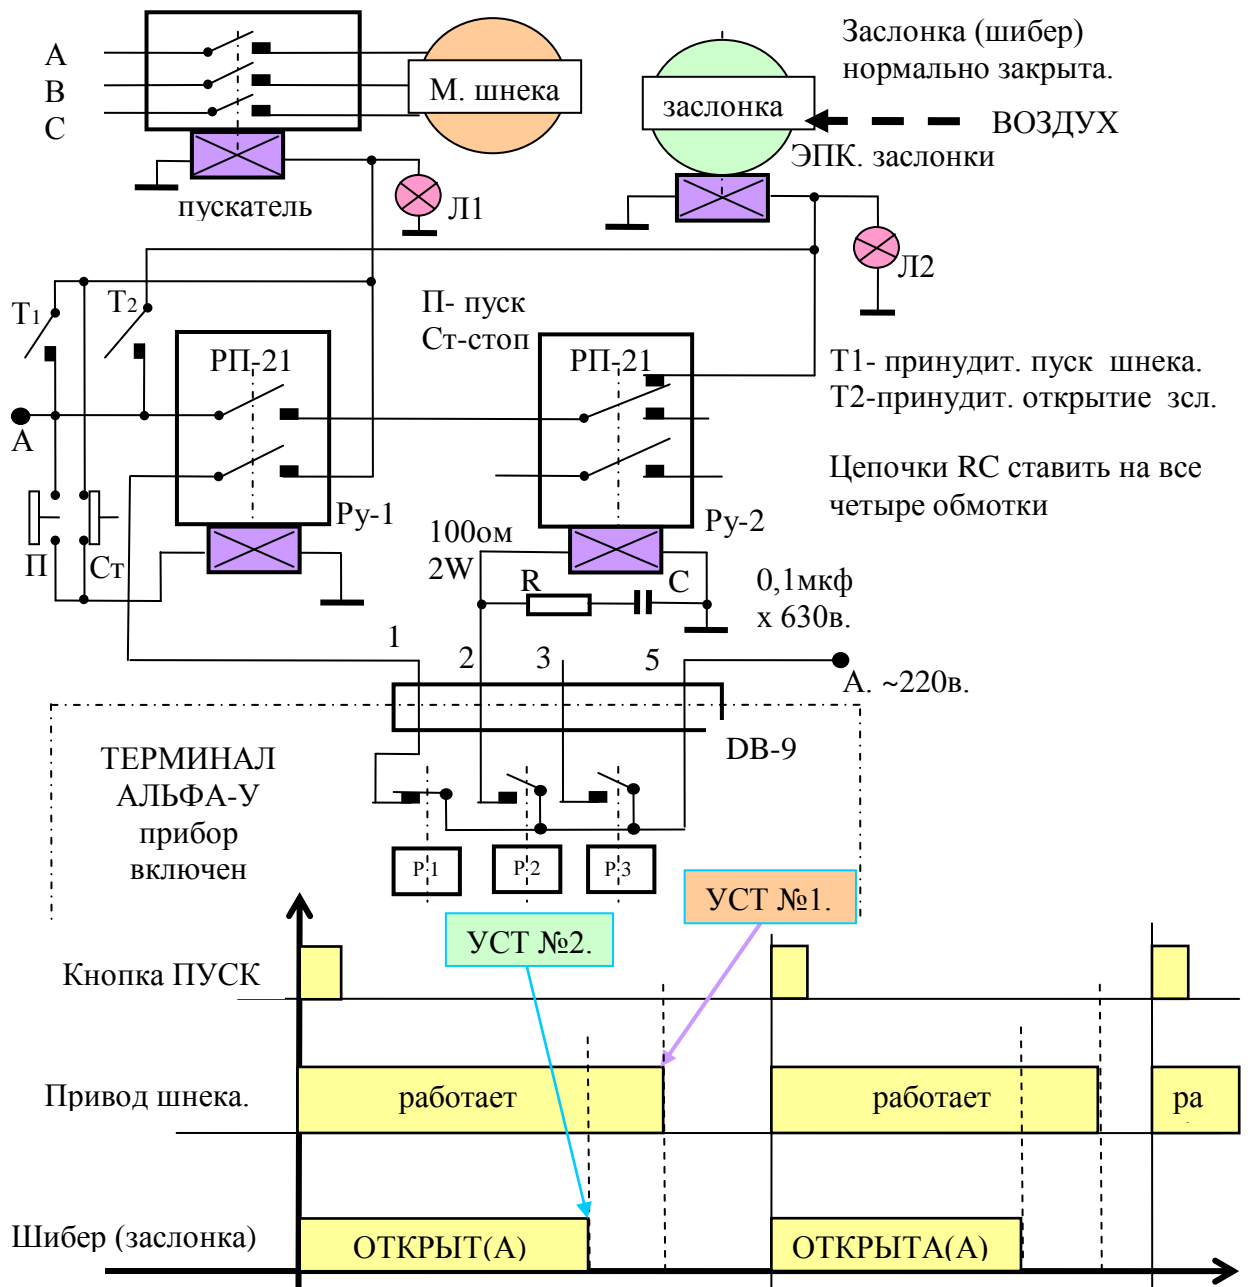 А
В
С
М. шнека
пускатель
Л1
заслонка
Заслонка (шибер)
нормально закрыта.
ВОЗДУХ
ЭПК. заслонки
Л2
Т1
Т2
П- пуск
Ст-стоп
РП-21
РП-21
Т1- принудит. пуск шнека.
Т2-принудит. открытие зсл.
А
Цепочки RC ставить на все
четыре обмотки
Ру-1
Ру-2
П
Ст
100ом
2W
R
C
0,1мкф
х 630в.
1
2
3
5
А. ~220в.
DB-9
ТЕРМИНАЛ
АЛЬФА-У
прибор
включен
Р 1
Р 2
Р 3
УСТ №1.
УСТ №2.
Кнопка ПУСК
Привод шнека.
работает
работает
ра
Шибер (заслонка)
ОТКРЫТ(А)
ОТКРЫТА(А)